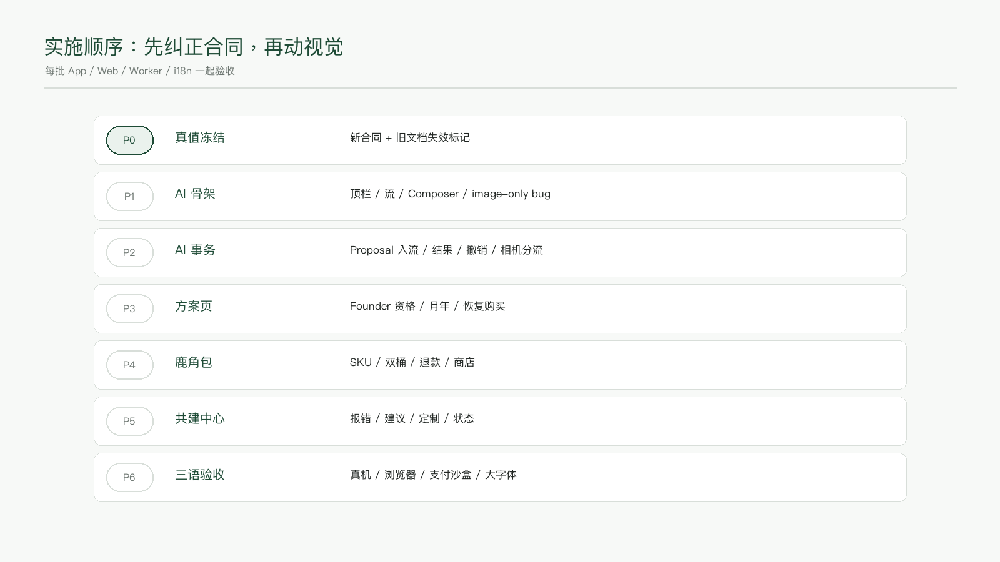 实施顺序：先纠正合同，再动视觉
每批 App / Web / Worker / i18n 一起验收
P0 真值冻结 新合同 + 旧文档失效标记
P1 AI 骨架 顶栏 / 流 / Composer / image-only bug
P2 AI 事务 Proposal 入流 / 结果 / 撤销 / 相机分流
P3 方案页 Founder 资格 / 月年 / 恢复购买
P4 鹿角包 SKU / 双桶 / 退款 / 商店
P5 共建中心 报错 / 建议 / 定制 / 状态
P6 三语验收 真机 / 浏览器 / 支付沙盒 / 大字体